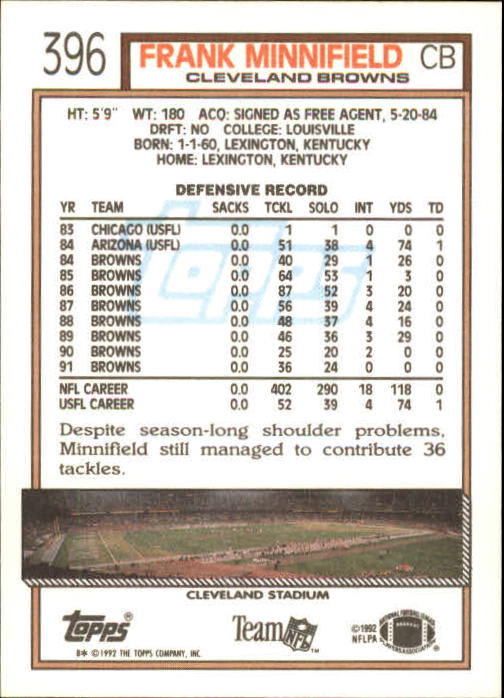 396 FRANK MINNIFIELD CB
CLEVELAND BROWNS
HT: 5'9" WT: 180 ACQ: SIGNED AS FREE AGENT, 5-20-84
DRFT: NO COLLEGE: LOUISVILLE
BORN: 1-1-60, LEXINGTON, KENTUCKY
HOME: LEXINGTON, KENTUCKY
DEFENSIVE RECORD
YR TEAM SACKS TCKL SOLO INT YDS TD
83 CHICAGO (USFL) 0.0 1 1 0 0 0
84 ARIZONA (USFL) 0.0 51 38 4 74 1
84 BROWNS 0.0 40 29 1 26 0
85 BROWNS 0.0 64 53 1 3 0
86 BROWNS 0.0 87 52 3 20 0
87 BROWNS 0.0 56 39 4 24 0
88 BROWNS 0.0 48 37 4 16 0
89 BROWNS 0.0 46 36 3 29 0
90 BROWNS 0.0 25 20 2 0 0
91 BROWNS 0.0 36 24 0 0 0
NFL CAREER 0.0 402 290 18 118 0
USFL CAREER 0.0 52 39 4 74 1
Topps
Despite season-long shoulder problems,
Minnifield still managed to contribute 36
tackles.
CLEVELAND STADIUM
Topps®
Team NFL™
©1992
NFLPA
B* ©1992 THE TOPPS COMPANY, INC.